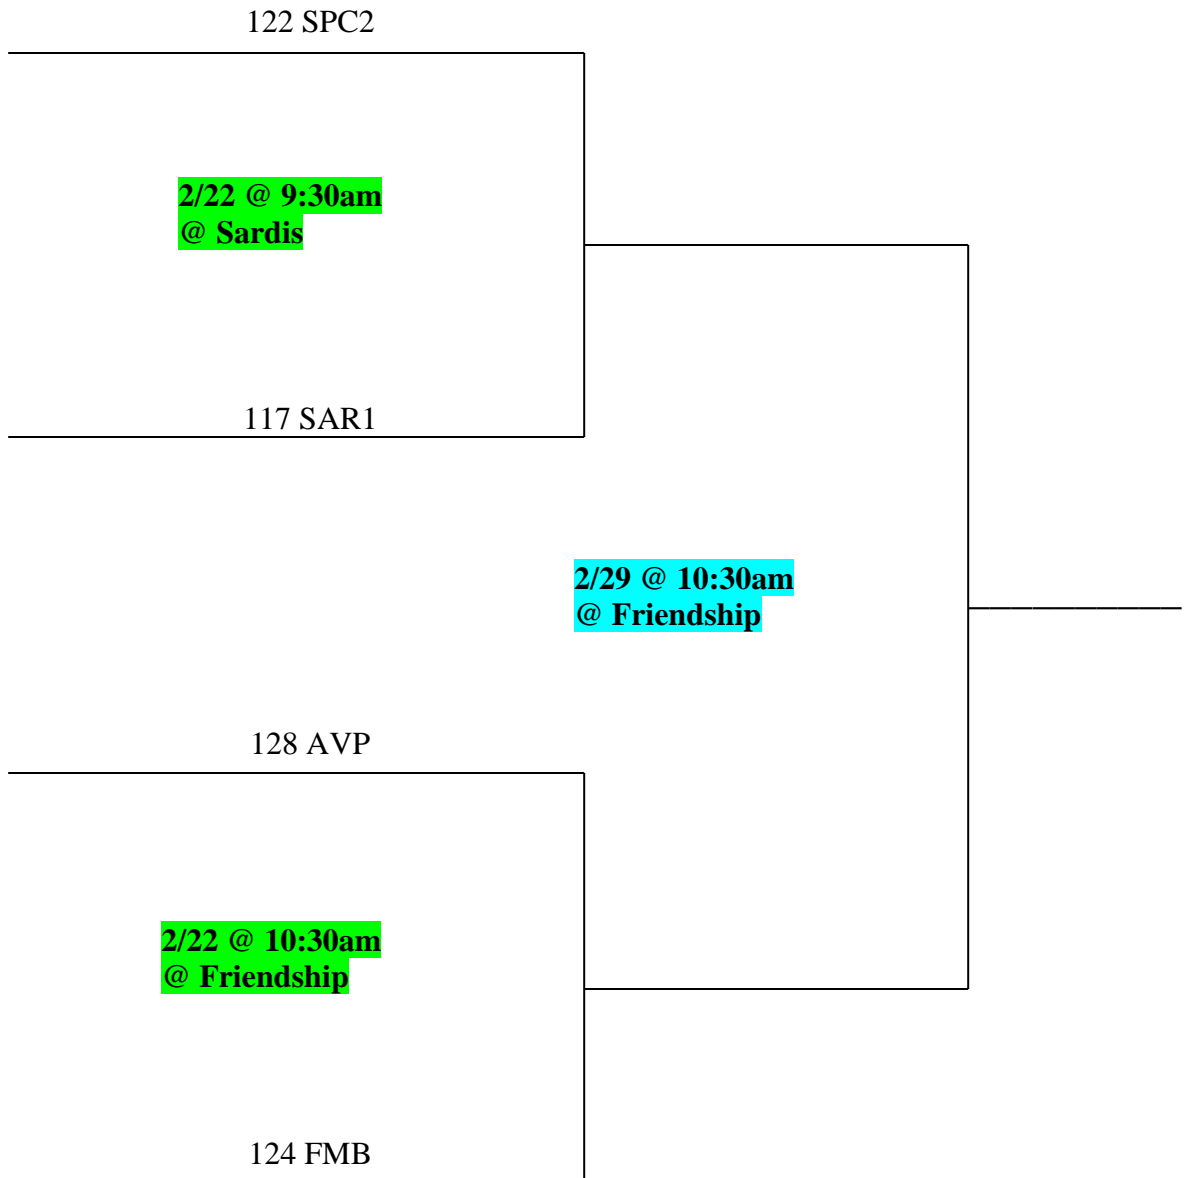 122 SPC2
2/22 @ 9:30am
@ Sardis
117 SAR1
2/29 @ 10:30am
@ Friendship
128 AVP
2/22 @ 10:30am
@ Friendship
124 FMB